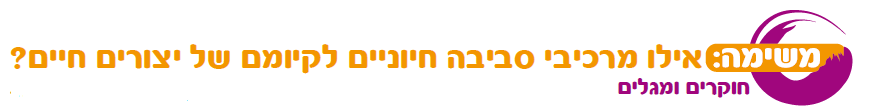 משימה: אילו מרכיבי סביבה חיוניים לקיומם של יצורים חיים?
חוקרים ומגלים